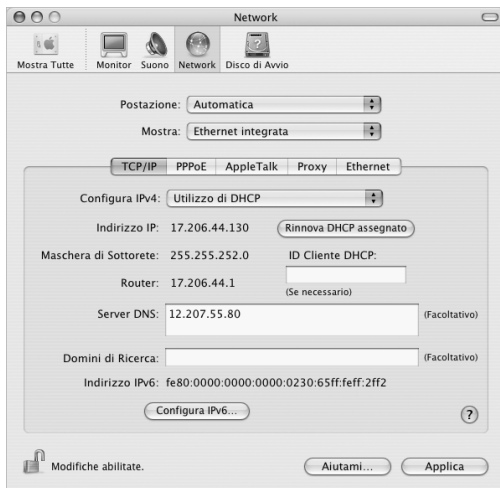 Network
Mostra Tutte Monitor Suono Network Disco di Avvio
Postazione: Automatica
Mostra: Ethernet integrata
TCP/IP PPPoE AppleTalk Proxy Ethernet
Configura IPv4: Utilizzo di DHCP
Indirizzo IP: 17.206.44.130 Rinnova DHCP assegnato
Maschera di Sottorete: 255.255.252.0 ID Cliente DHCP:
Router: 17.206.44.1
(Se necessario)
Server DNS: 12.207.55.80 (Facoltativo)
Domini di Ricerca: (Facoltativo)
Indirizzo IPv6: fe80:0000:0000:0000:0230:65ff:feff:2ff2
Configura IPv6... ?
Modifiche abilitate. Aiutami... Applica